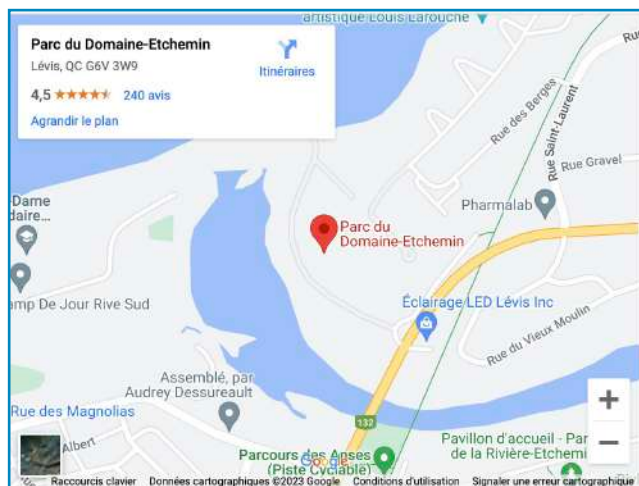 artistique Louis Larouche
Parc du Domaine-Etchemin
Lévis, QC G6V 3W9
Itinéraires
4,5 240 avis
Agrandir le plan
Rue des Berges
Rue Saint-Laurent
Rue Gravel
Pharmalab
Parc du
Domaine-Etchemin
-Dame
daire...
amp De Jour Rive Sud
Éclairage LED Lévis Inc
Rue du Vieux Moulin
Assemblé, par
Audrey Dessureault
Rue des Magnolias
132
+
−
Albert
Parcours des Anses
(Piste Cyclable)
Google
Pavillon d'accueil - Par
de la Rivière-Etchemi
Raccourcis clavier Données cartographiques ©2023 Google Conditions d'utilisation Signaler une erreur cartographique